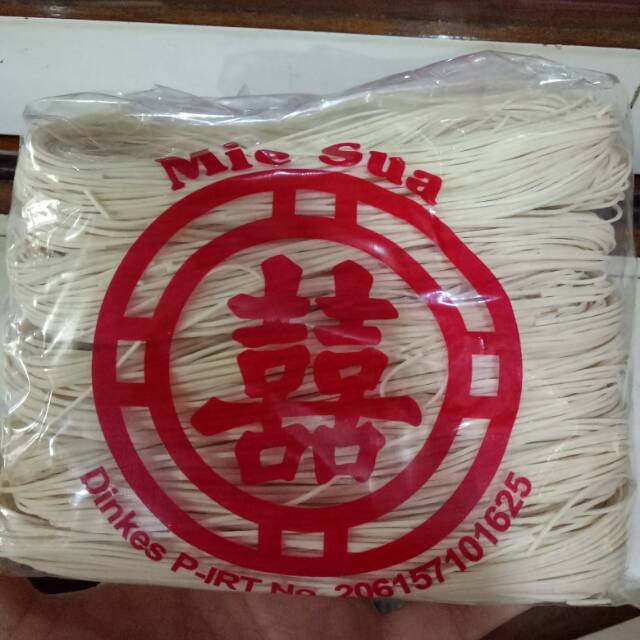 Mie Sua
囍
Dinkes P-IRT No. 206157101625